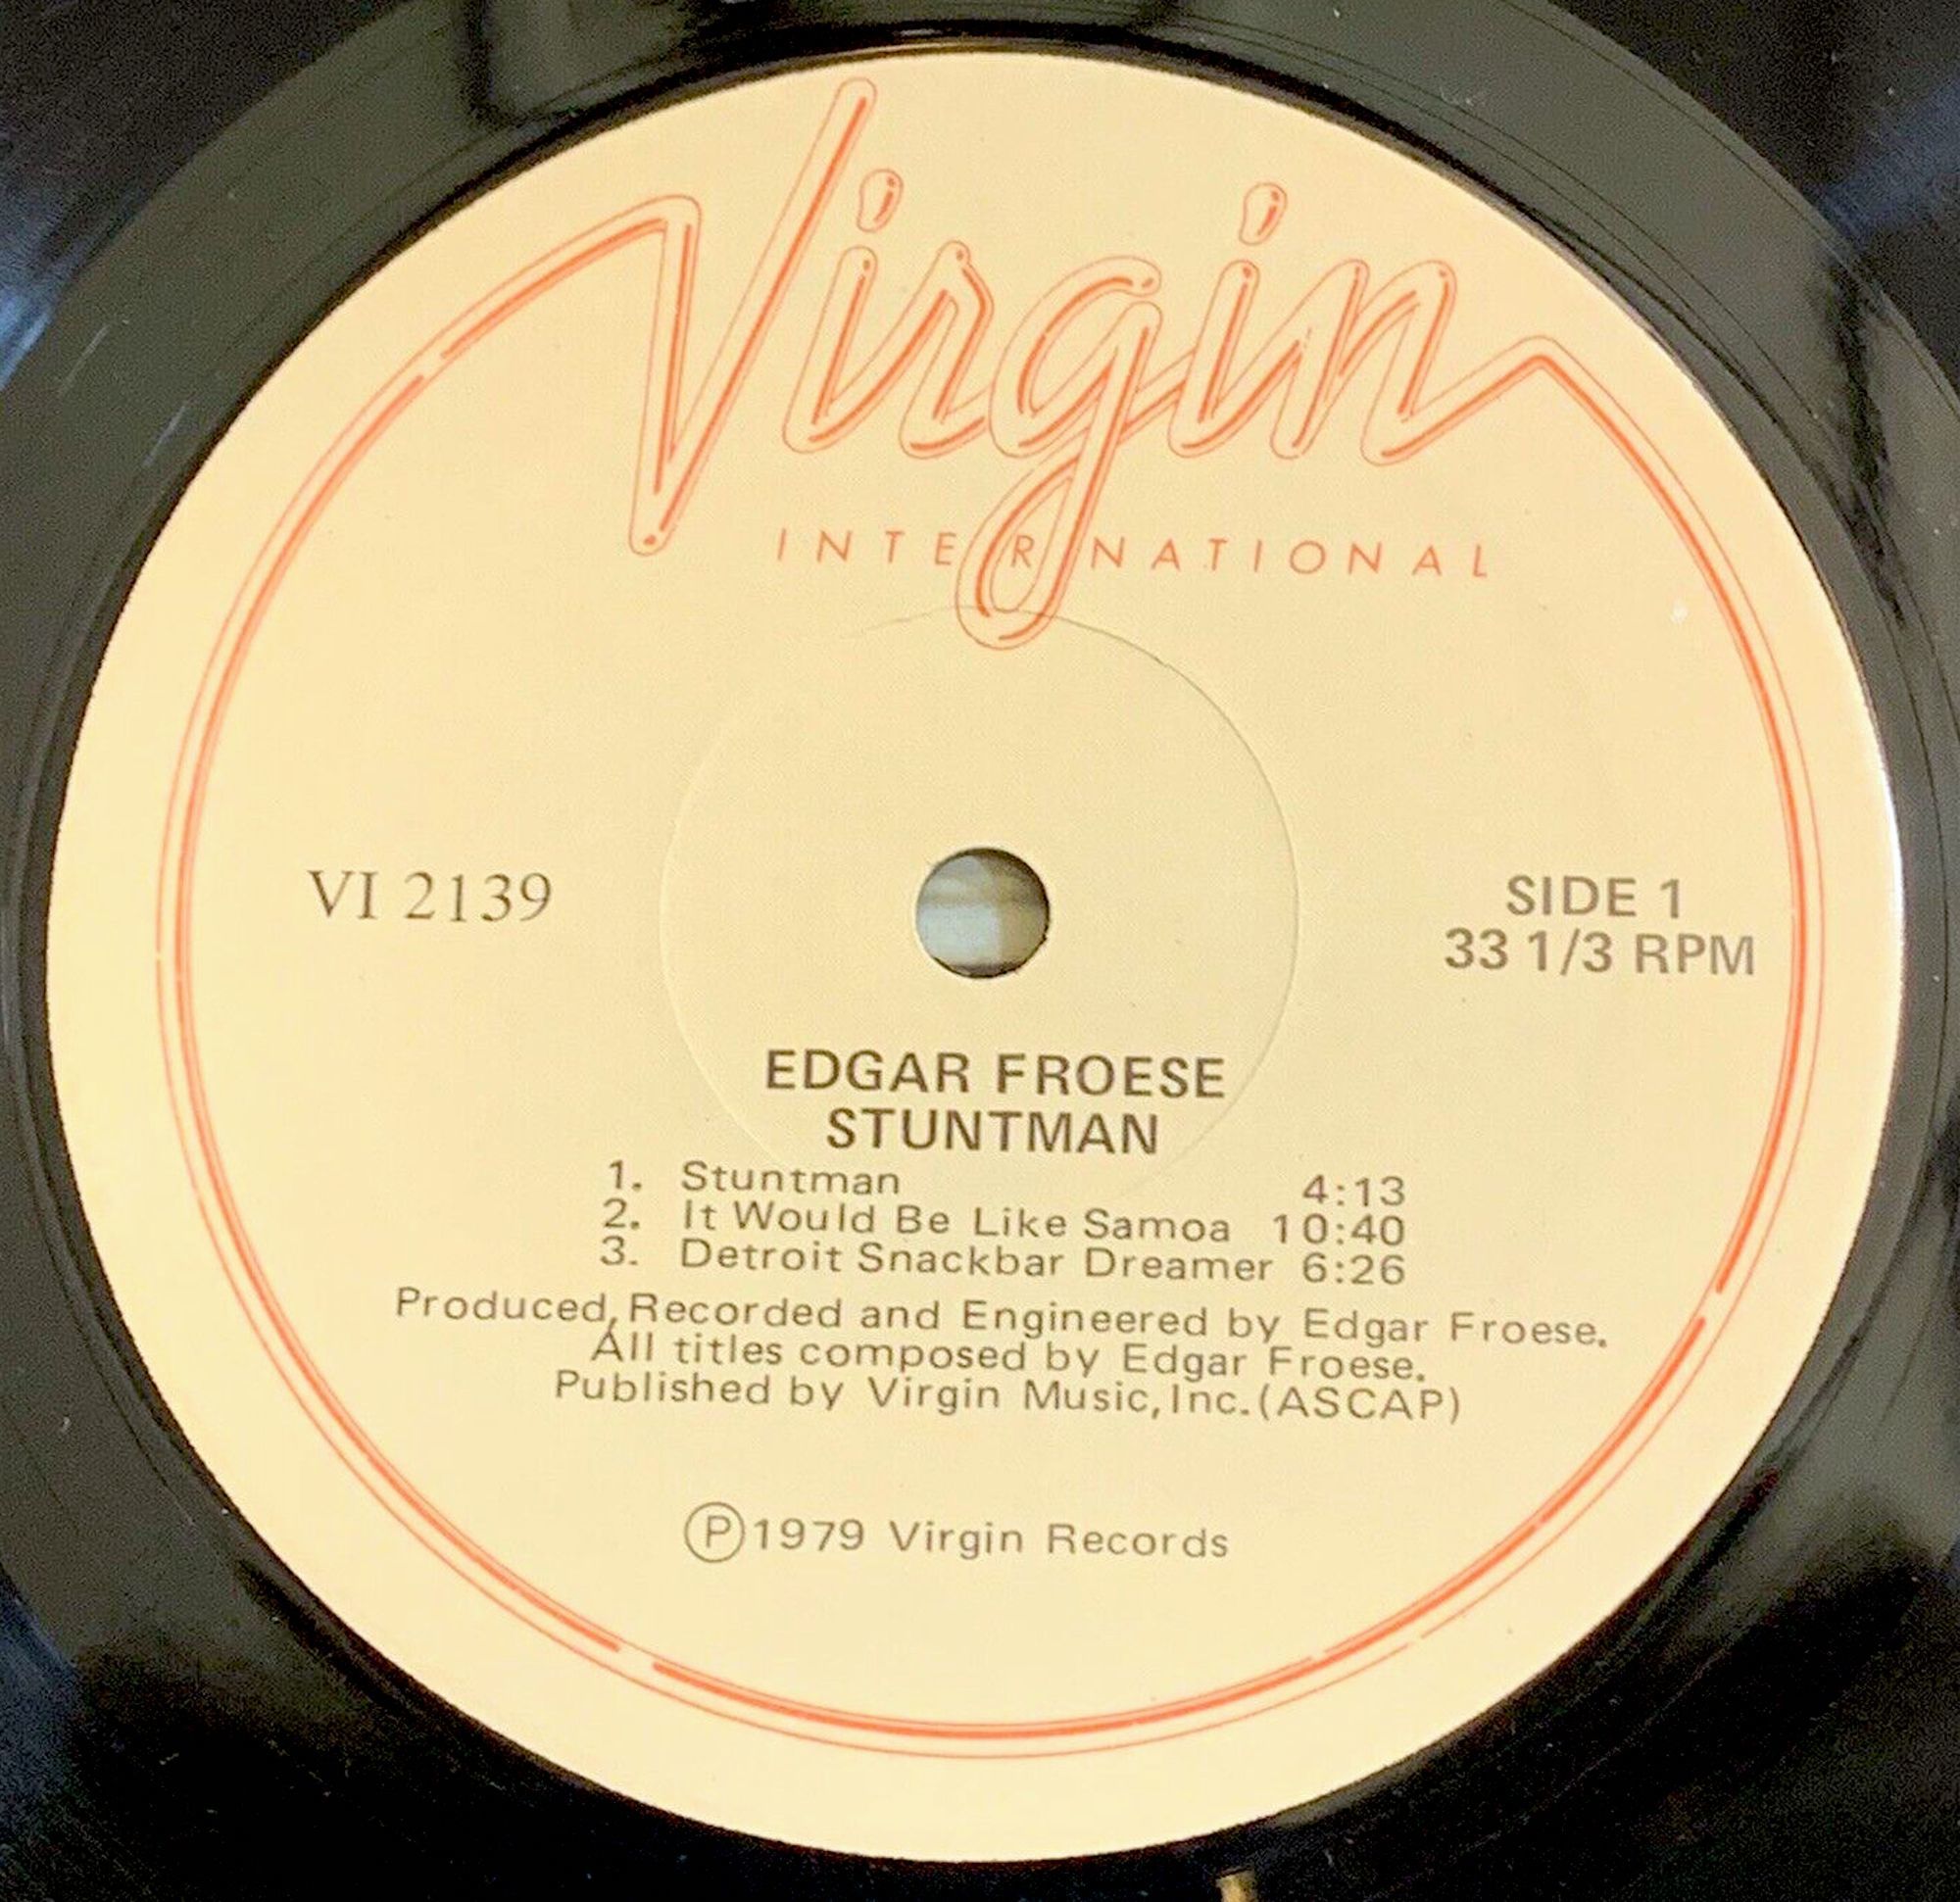 Virgin
INTERNATIONAL
VI 2139
SIDE 1
33 1/3 RPM
EDGAR FROESE
STUNTMAN
1. Stuntman 4:13
2. It Would Be Like Samoa 10:40
3. Detroit Snackbar Dreamer 6:26
Produced, Recorded and Engineered by Edgar Froese.
All titles composed by Edgar Froese.
Published by Virgin Music, Inc. (ASCAP)
Ⓟ1979 Virgin Records